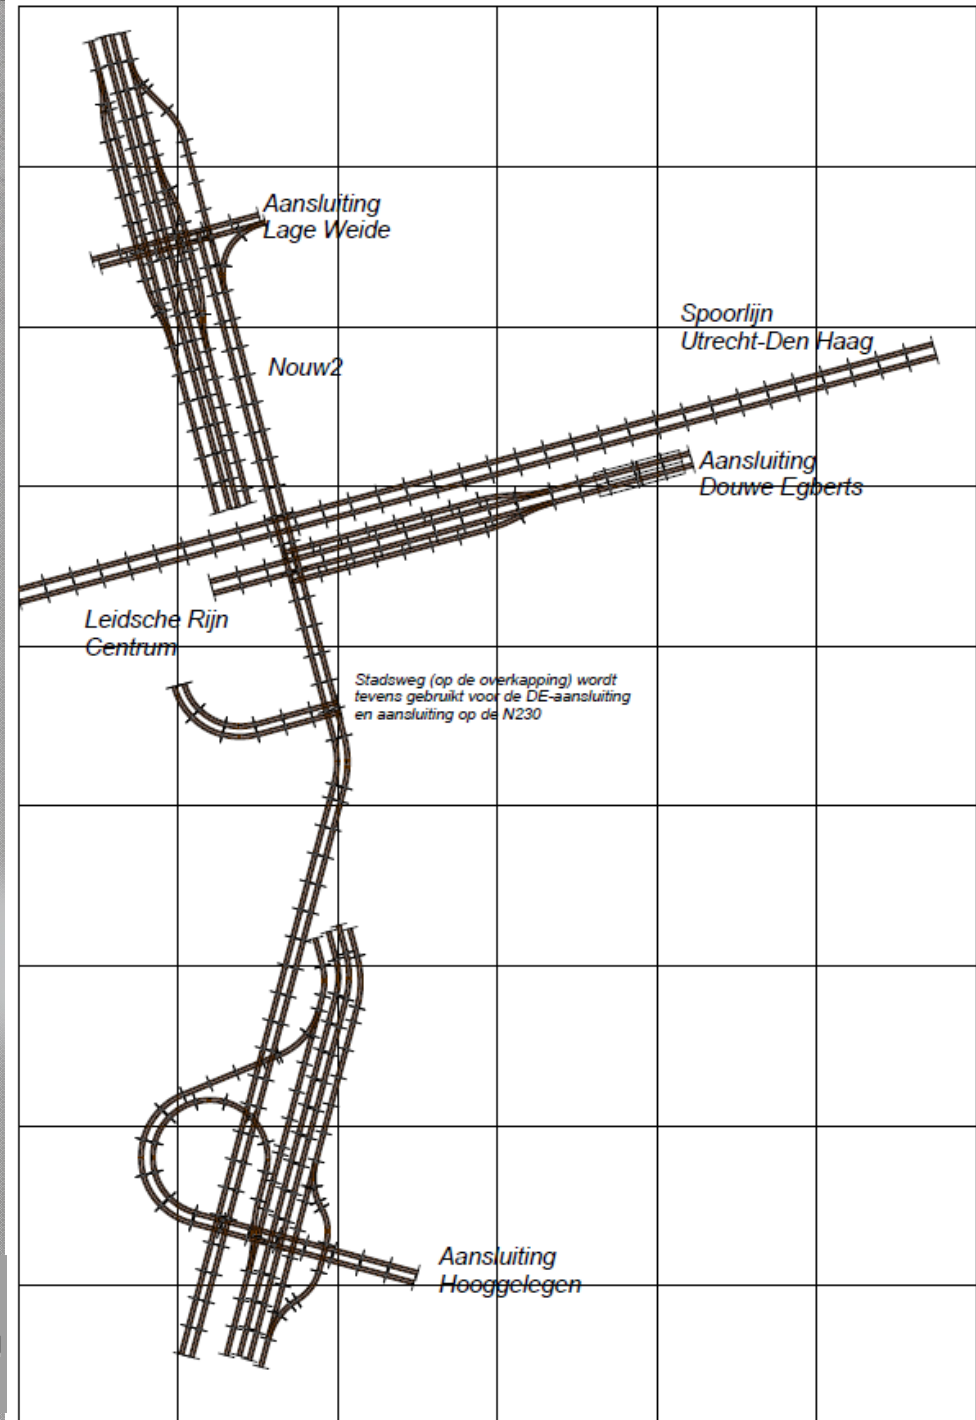 Aansluiting
Lage Weide
Spoorlijn
Utrecht-Den Haag
Nouw2
Aansluiting
Douwe Egberts
Leidsche Rijn
Centrum
Stadsweg (op de overkapping) wordt
tevens gebruikt voor de DE-aansluiting
en aansluiting op de N230
Aansluiting
Hooggelegen